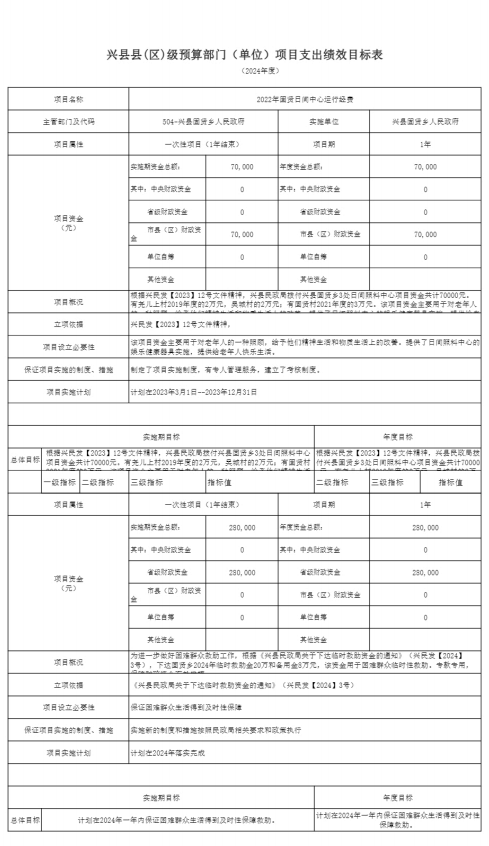 兴县县(区)级预算部门（单位）项目支出绩效目标表
（2024年度）
项目名称 2022年固贤日间中心运行经费
主管部门及代码 504-兴县固贤乡人民政府 实施单位 兴县固贤乡人民政府
项目属性 一次性项目（1年结束） 项目期 1年
项目资金（元）
实施期资金总额： 70,000 年度资金总额： 70,000
其中：中央财政资金 0 其中：中央财政资金 0
省级财政资金 0 省级财政资金 0
市县（区）财政资金 70,000 市县（区）财政资金 70,000
单位自筹 0 单位自筹 0
其他资金 其他资金
项目概况
根据兴民发【2023】12号文件精神，兴县民政局拨付兴县固贤乡3处日间照料中心项目资金共计70000元。
有尧儿上村2019年度的2万元，吴城村的2万元；有固贤村2021年度的3万元。该项目资金主要用于对老年人
立项依据 兴民发【2023】12号文件精神，
项目设立必要性
该项目资金主要用于对老年人的一种照顾，给予他们精神生活和物质生活上的改善。提供了日间照料中心的
娱乐健康器具实施，提供给老年人快乐生活。
保证项目实施的制度、措施 制定了项目实施制度，有专人管理服务，建立了考核制度。
项目实施计划 计划在2023年3月1日--2023年12月31日
实施期目标 年度目标
总体目标
根据兴民发【2023】12号文件精神，兴县民政局拨付兴县固贤乡3处日间照料中心
项目资金共计70000元。有尧儿上村2019年度的2万元，吴城村的2万元；有固贤村
根据兴民发【2023】12号文件精神，兴县民政局拨
付兴县固贤乡3处日间照料中心项目资金共计70000
一级指标 二级指标 三级指标 指标值 二级指标 三级指标 指标值
项目属性 一次性项目（1年结束） 项目期 1年
项目资金（元）
实施期资金总额： 280,000 年度资金总额： 280,000
其中：中央财政资金 0 其中：中央财政资金 0
省级财政资金 280,000 省级财政资金 280,000
市县（区）财政资金 0 市县（区）财政资金 0
单位自筹 0 单位自筹 0
其他资金 其他资金
项目概况
为进一步做好困难群众救助工作，根据《兴县民政局关于下达临时救助资金的通知》（兴民发【2024】
3号），下达固贤乡2024年临时救助金20万和备用金8万元，该资金用于困难群众临时性救助。专款专用，
立项依据 《兴县民政局关于下达临时救助资金的通知》（兴民发【2024】3号）
项目设立必要性 保证困难群众生活得到及时性保障
保证项目实施的制度、措施 实施新的制度和措施按照民政局相关要求和政策执行
项目实施计划 计划在2024年落实完成
实施期目标 年度目标
总体目标 计划在2024年一年内保证困难群众生活得到及时性保障救助。
计划在2024年一年内保证困难群众生活得到及时性
保障救助。